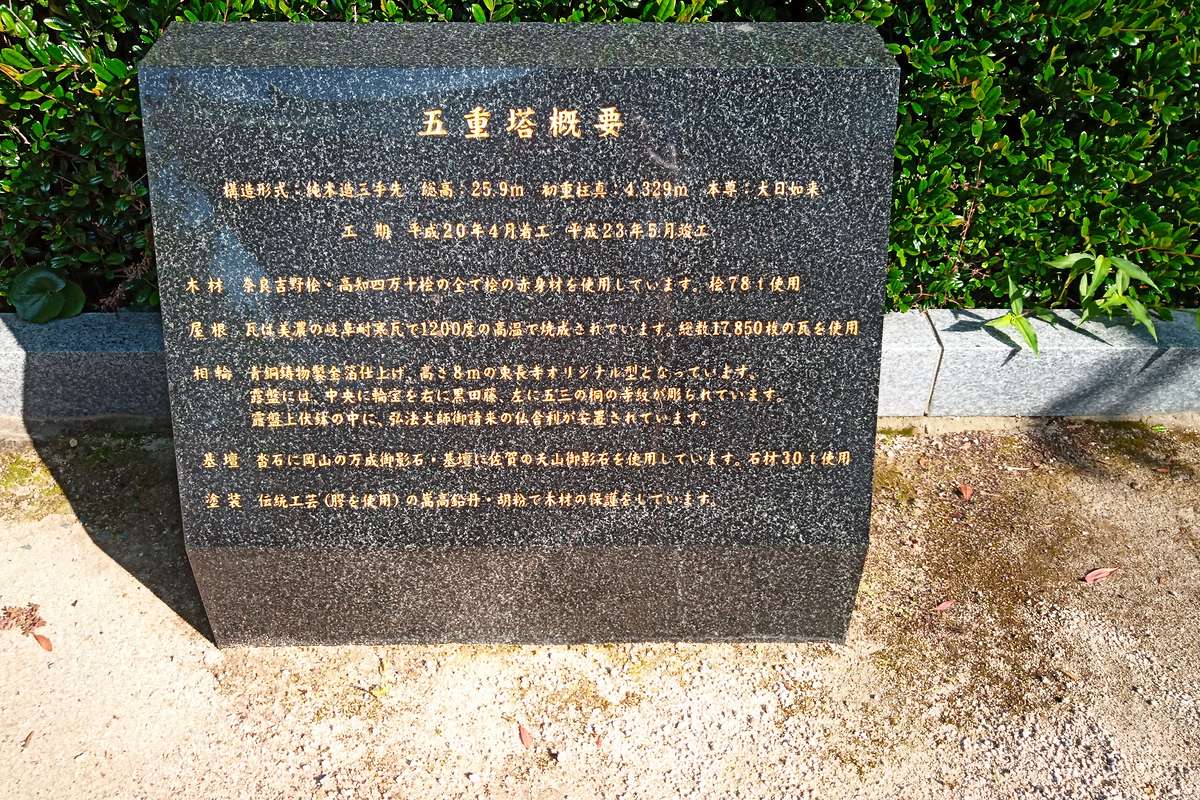 五重塔概要
構造形式：純木造三手先　総高：25.9m　初重柱真：4.329m　本尊：大日如来
工　期　平成20年4月着工　平成23年5月竣工
木材　奈良吉野桧・高知四万十桧の全て桧の赤身材を使用しています。桧78t使用
屋根　瓦は美濃の岐阜耐寒瓦で1200度の高温で焼成されています。総数17,850枚の瓦を使用
相輪　青銅鋳物製金箔仕上げ、高さ8mの東長寺オリジナル型となっています。
露盤には、中央に輪宝を右に黒田藤、左に五三の桐の寺紋が彫られています。
露盤上伏鉢の中に、弘法大師御請来の仏舎利が安置されています。
基壇　沓石に岡山の万成御影石・基壇に佐賀の天山御影石を使用しています。石材30t使用
塗装　伝統工芸（膠を使用）の嵩高鉛丹・胡粉で木材の保護をしています。